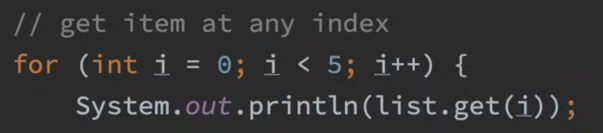 // get item at any index
for (int i = 0; i < 5; i++) {
    System.out.println(list.get(i));